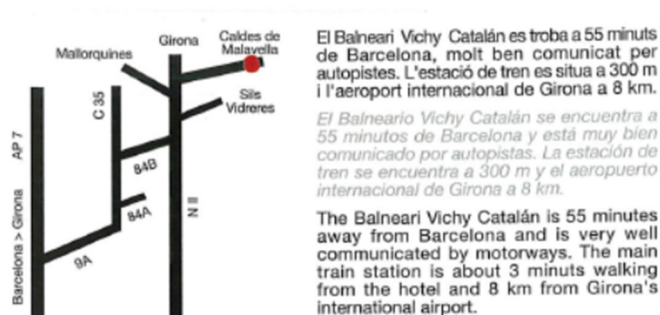 Mallorquines
Girona
Caldes de
Malavella
Sils
Vidreres
C 35
AP 7
84B
84A
N II
9A
Barcelona > Girona
El Balneari Vichy Catalán es troba a 55 minuts
de Barcelona, molt ben comunicat per
autopistes. L'estació de tren es situa a 300 m
i l'aeroport internacional de Girona a 8 km.
El Balneario Vichy Catalán se encuentra a
55 minutos de Barcelona y está muy bien
comunicado por autopistas. La estación de
tren se encuentra a 300 m y el aeropuerto
internacional de Girona a 8 km.
The Balneari Vichy Catalán is 55 minutes
away from Barcelona and is very well
communicated by motorways. The main
train station is about 3 minuts walking
from the hotel and 8 km from Girona's
international airport.